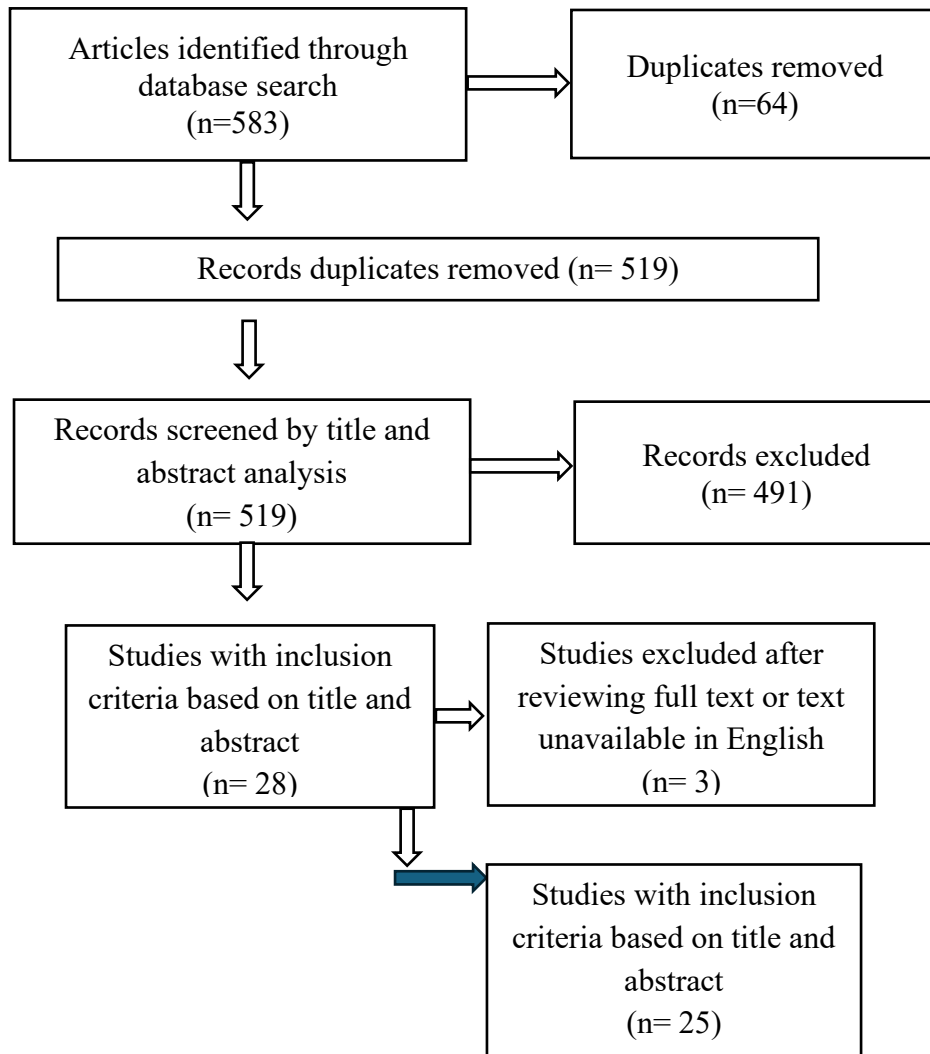 Articles identified through
database search
(n=583)
Duplicates removed
(n=64)
Records duplicates removed (n= 519)
Records screened by title and
abstract analysis
(n= 519)
Records excluded
(n= 491)
Studies with inclusion
criteria based on title and
abstract
(n= 28)
Studies excluded after
reviewing full text or text
unavailable in English
(n= 3)
Studies with inclusion
criteria based on title and
abstract
(n= 25)